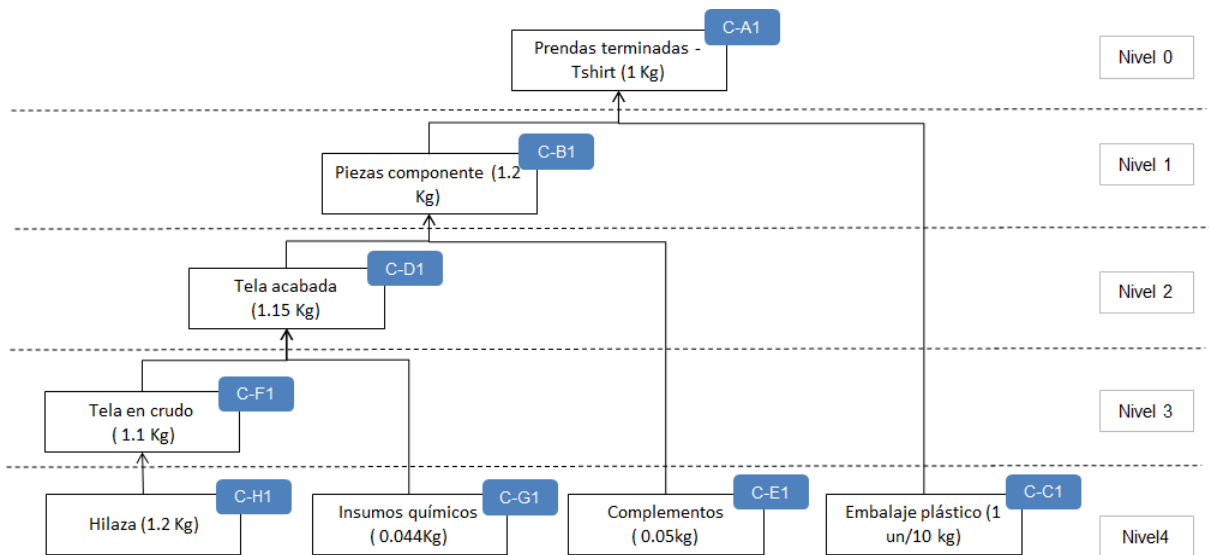 C-A1
Prendas terminadas -
Tshirt (1 Kg)
Nivel 0
C-B1
Piezas componente (1.2
Kg)
Nivel 1
C-D1
Tela acabada
(1.15 Kg)
Nivel 2
C-F1
Tela en crudo
( 1.1 Kg)
Nivel 3
C-H1
Hilaza (1.2 Kg)
C-G1
Insumos químicos
( 0.044Kg)
C-E1
Complementos
( 0.05kg)
C-C1
Embalaje plástico (1
un/10 kg)
Nivel4